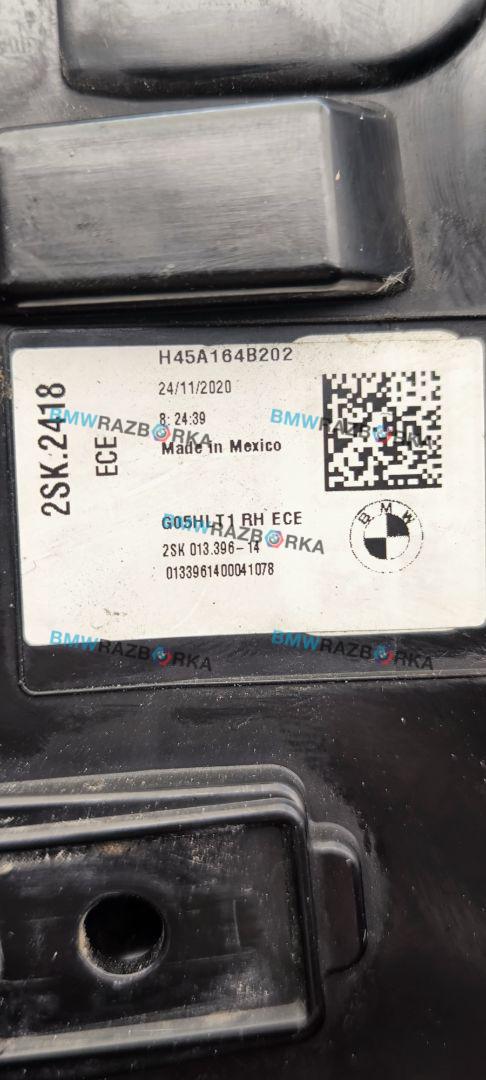 H45A164B202
24/11/2020
8: 24:39
Made in Mexico
2SK.2418
ECE
G05HLT1 RH ECE
2SK 013.396-14
0133961400041078
BMW
BMWRAZBORKA
BMWRAZBORKA
BMWRAZBORKA
BMWRAZBORKA
BMWRAZBORKA